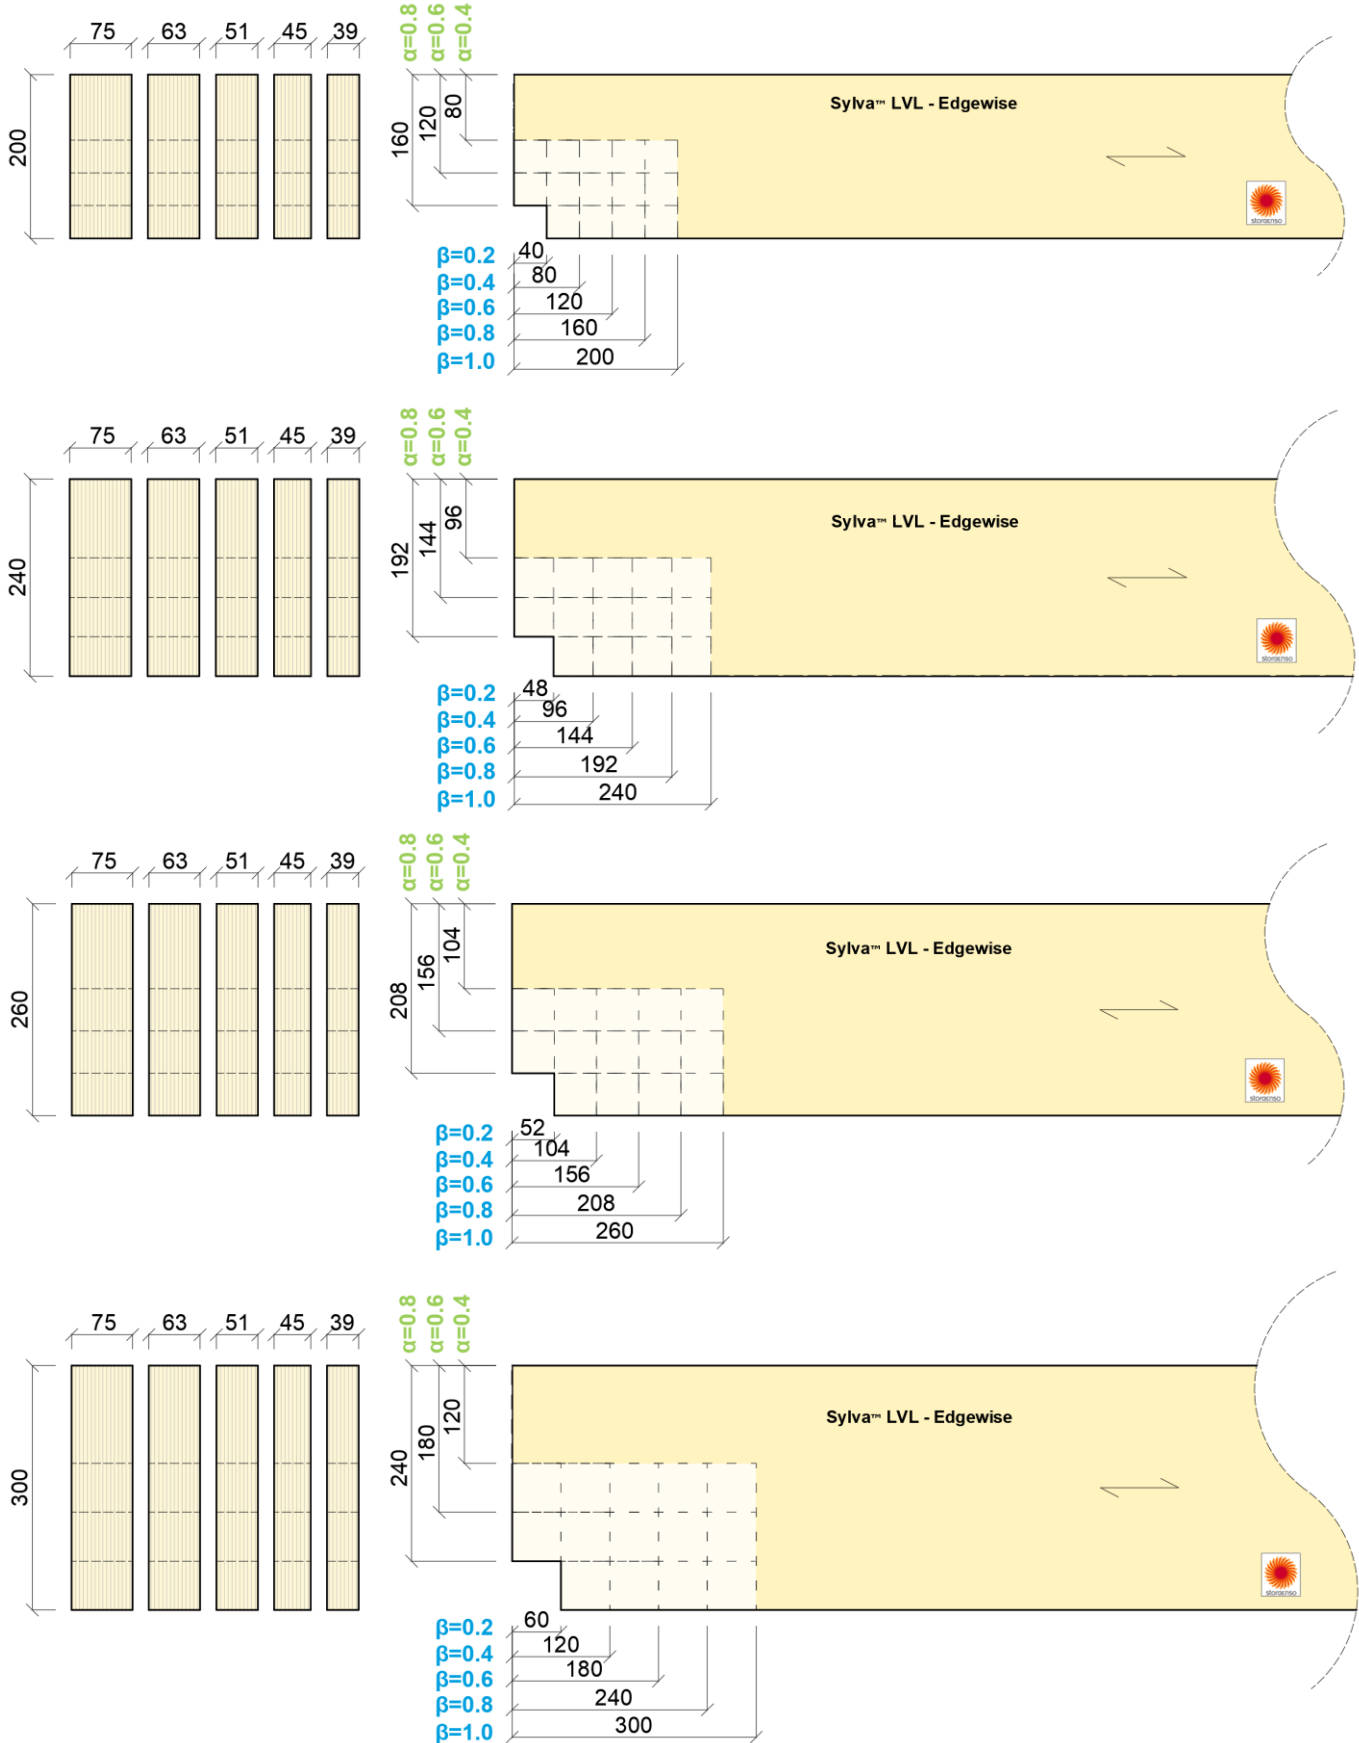 75 63 51 45 39
α=0.8 α=0.6 α=0.4
200
160 120 80
Sylva™ LVL - Edgewise
storaenso
β=0.2 40
β=0.4 80
β=0.6 120
β=0.8 160
β=1.0 200
75 63 51 45 39
α=0.8 α=0.6 α=0.4
240
192 144 96
Sylva™ LVL - Edgewise
storaenso
β=0.2 48
β=0.4 96
β=0.6 144
β=0.8 192
β=1.0 240
75 63 51 45 39
α=0.8 α=0.6 α=0.4
260
208 156 104
Sylva™ LVL - Edgewise
storaenso
β=0.2 52
β=0.4 104
β=0.6 156
β=0.8 208
β=1.0 260
75 63 51 45 39
α=0.8 α=0.6 α=0.4
300
240 180 120
Sylva™ LVL - Edgewise
storaenso
β=0.2 60
β=0.4 120
β=0.6 180
β=0.8 240
β=1.0 300